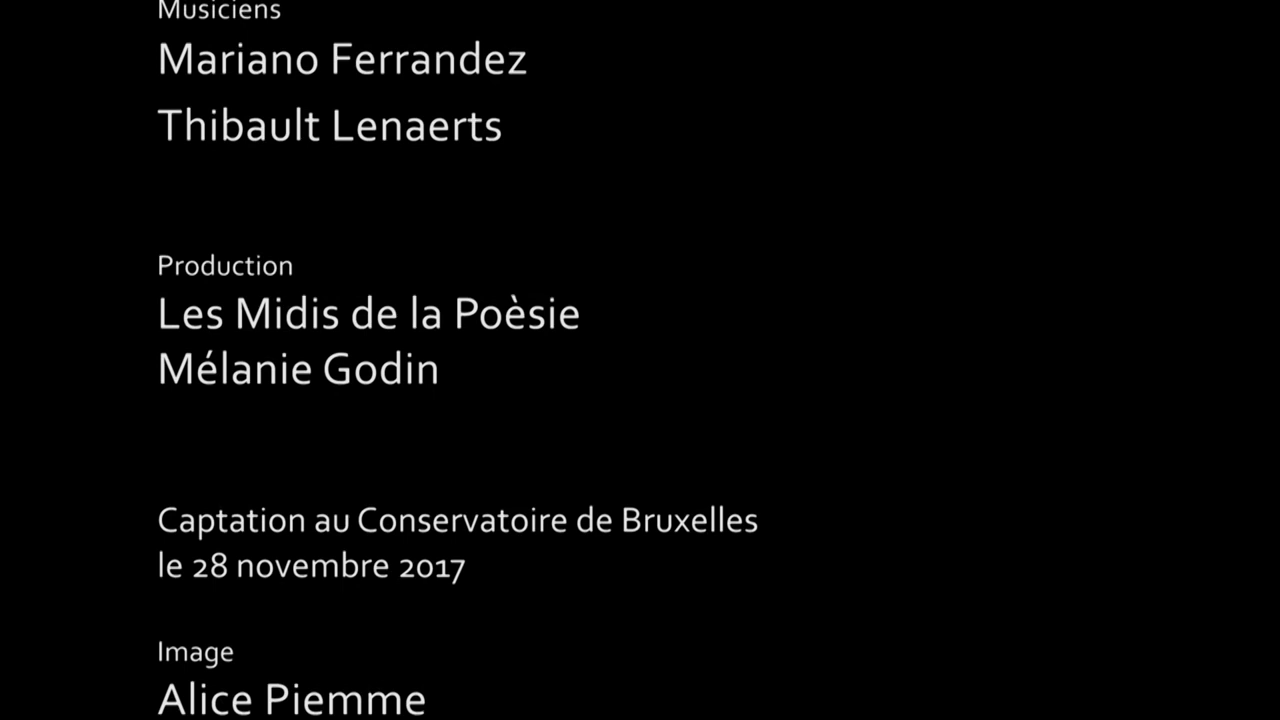 Musiciens
Mariano Ferrandez
Thibault Lenaerts
Production
Les Midis de la Poèsie
Mélanie Godin
Captation au Conservatoire de Bruxelles
le 28 novembre 2017
Image
Alice Piemme